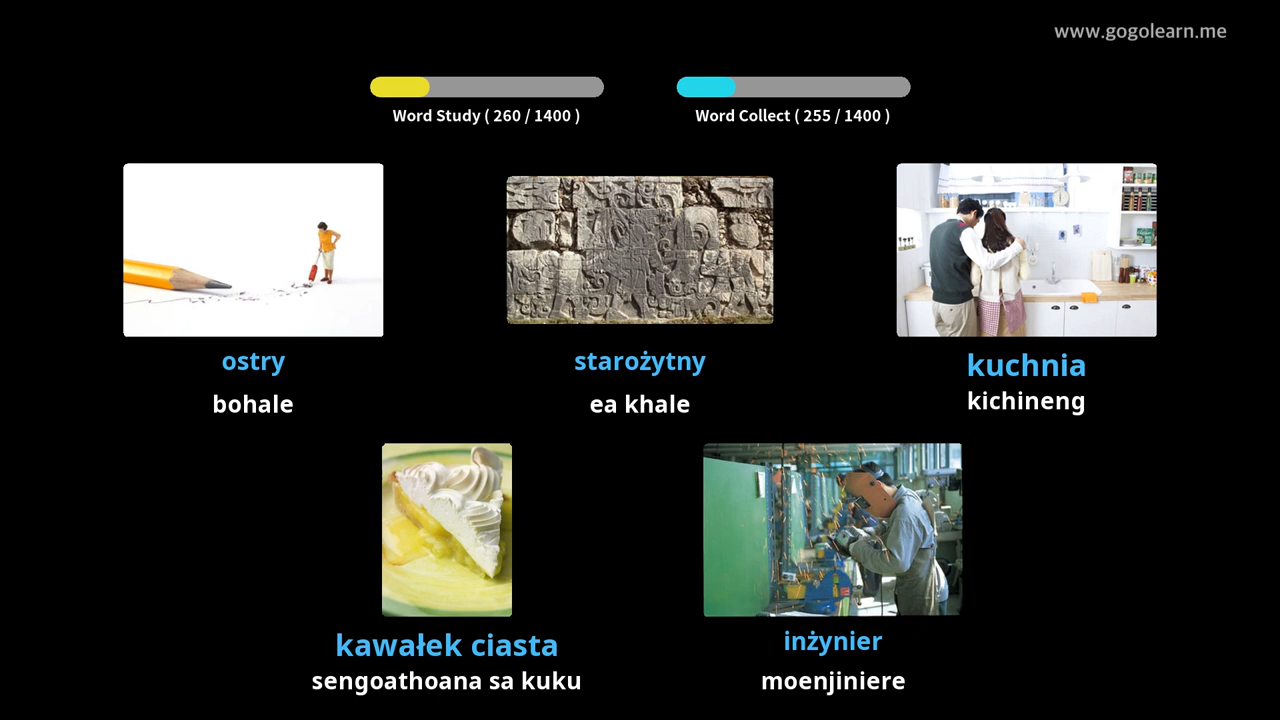 www.gogolearn.me
Word Study ( 260 / 1400 )
Word Collect ( 255 / 1400 )
ostry
bohale
starożytny
ea khale
kuchnia
kichineng
kawałek ciasta
sengoathoana sa kuku
inżynier
moenjiniere